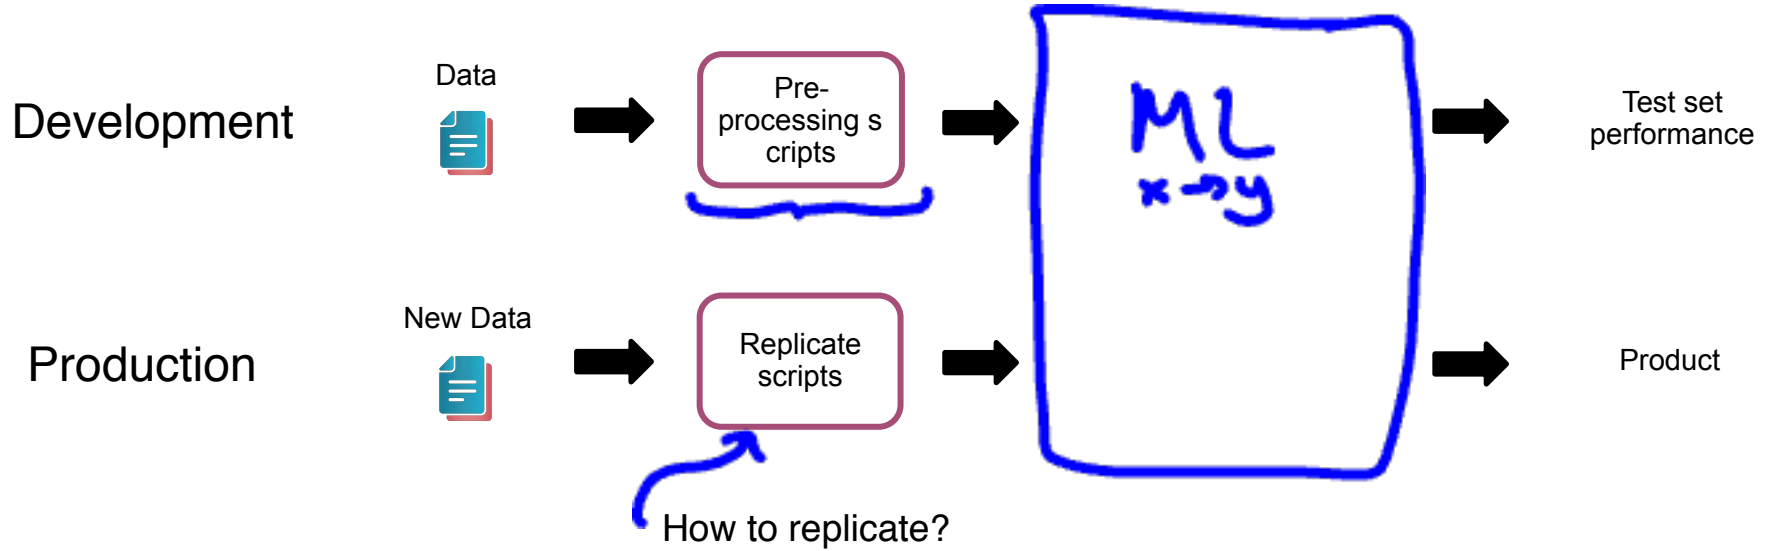 Data
Development
Pre-
processing s
cripts
ML
x→y
Test set
performance
New Data
Production
Replicate
scripts
Product
How to replicate?